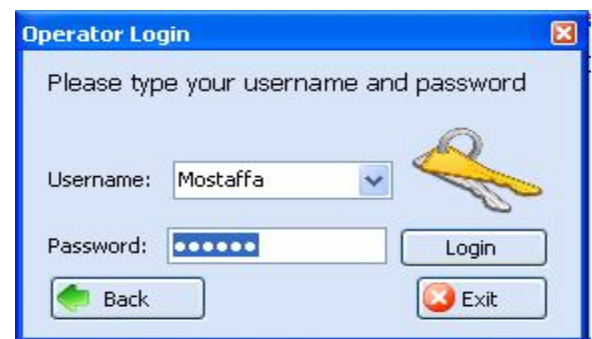 Operator Login
Please type your username and password
Username: Mostaffa
Password: ●●●●●●
Login
Back
Exit